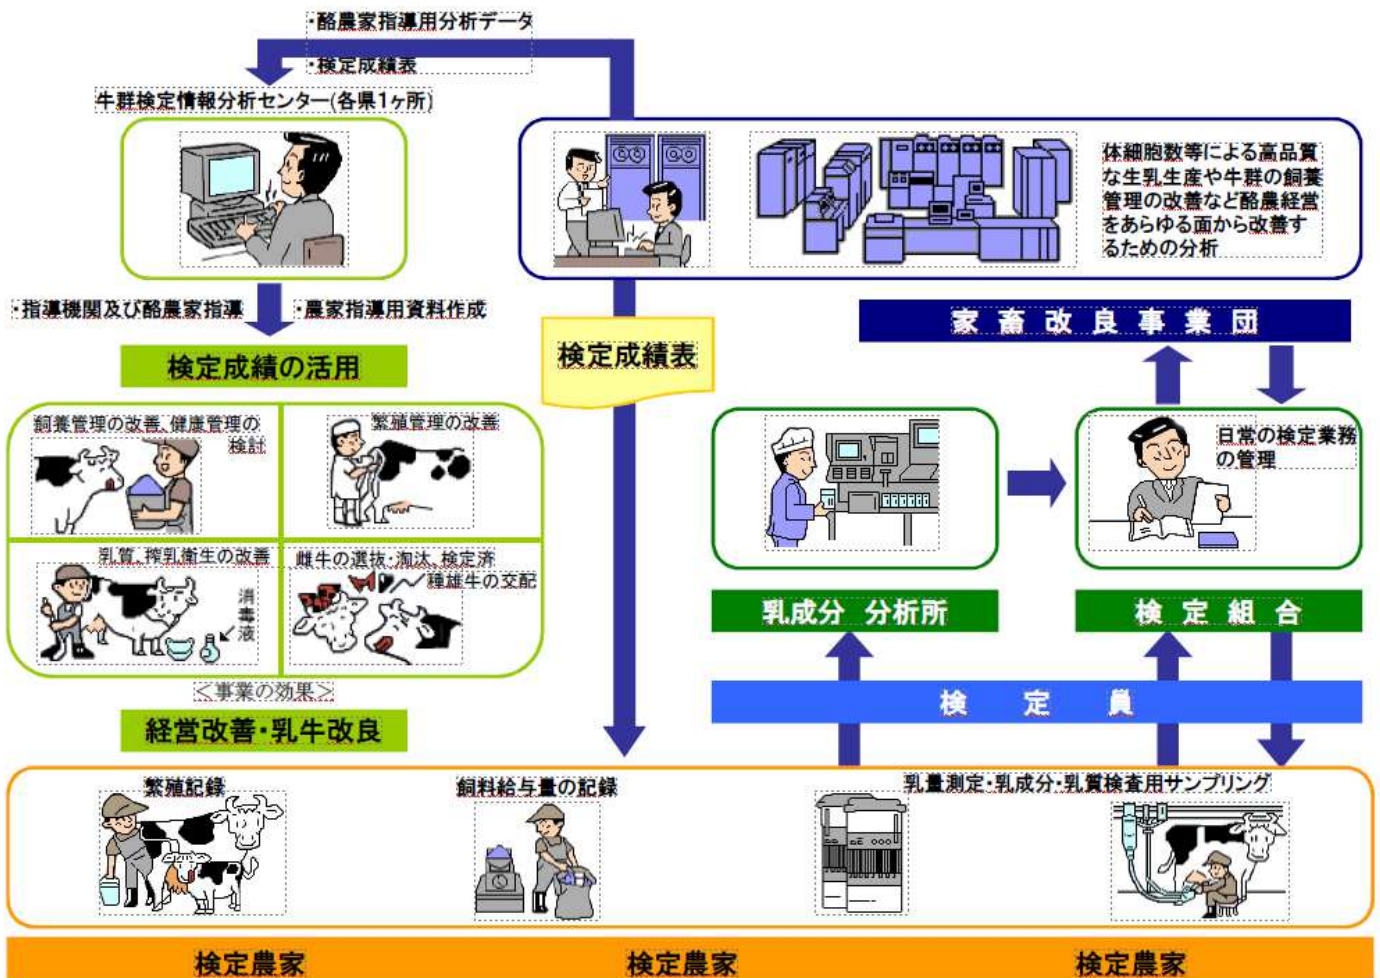 ・酪農家指導用分析データ
・検定成績表
牛群検定情報分析センター(各県1ヶ所)
体細胞数等による高品質
な生乳生産や牛群の飼養
管理の改善など酪農経営
をあらゆる面から改善す
るための分析
・指導機関及び酪農家指導
・農家指導用資料作成
家畜改良事業団
検定成績の活用
検定成績表
飼養管理の改善、健康管理の
検討
繁殖管理の改善
日常の検定業務
の管理
乳質、搾乳衛生の改善
消毒液
雌牛の選抜・淘汰、検定済
種雄牛の交配
乳成分 分析所
検定組合
＜事業の効果＞
検定員
経営改善・乳牛改良
繁殖記録
飼料給与量の記録
乳量測定・乳成分・乳質検査用サンプリング
検定農家
検定農家
検定農家